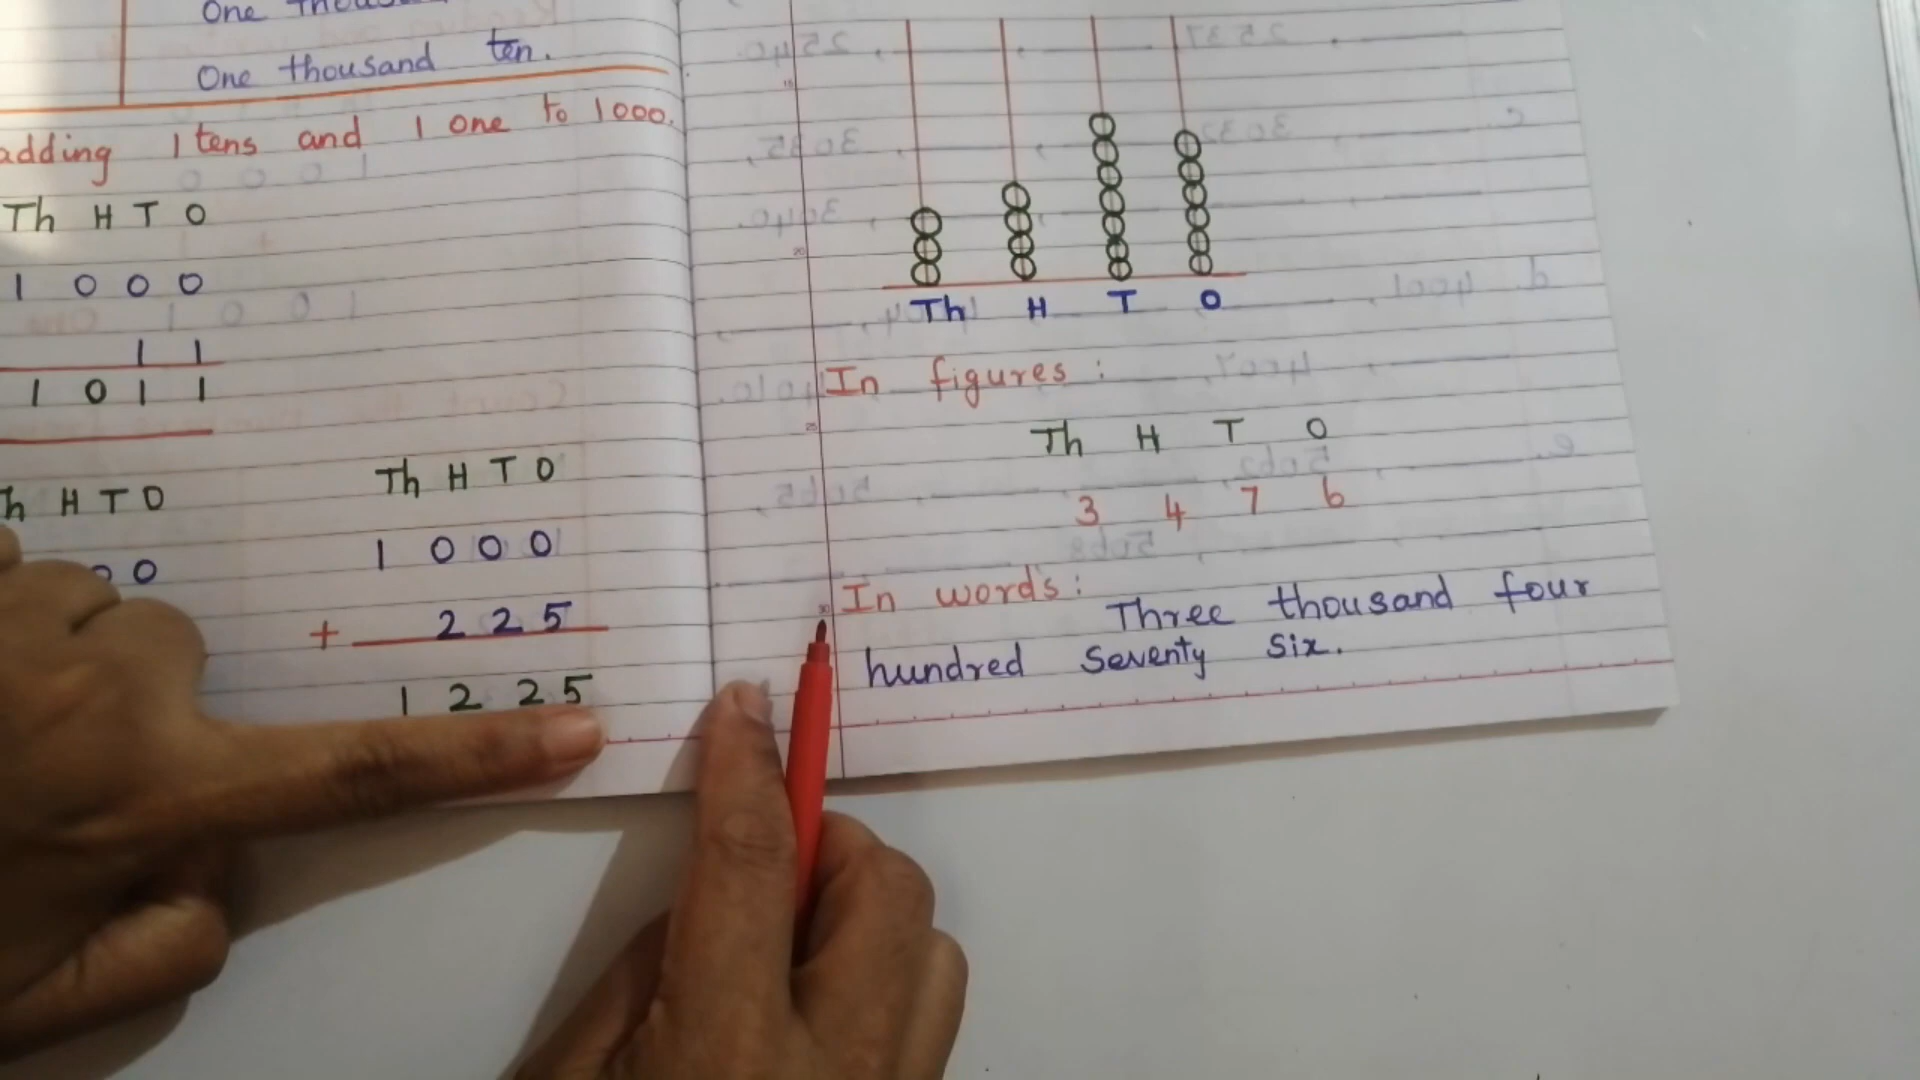 One
One thousand ten.
adding 1 tens and 1 one to 1000.
Th H T O
1 0 0 0
1 1
1 0 1 1
H T O
0
Th H T O
1 0 0 0
+ 2 2 5
1 2 2 5
Th H T O
In figures :
Th H T O
3 4 7 6
In words :
Three thousand four
hundred seventy six.